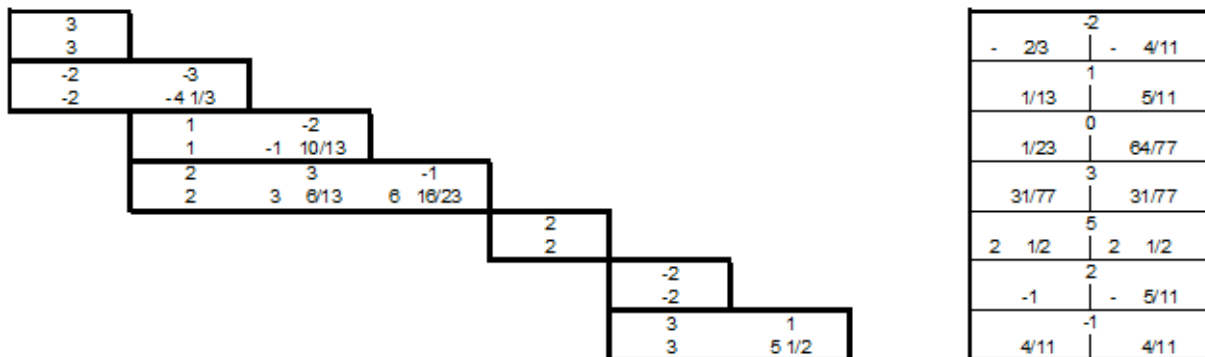 3 -2
3 - 2/3 | - 4/11
-2 -3 1
-2 -4 1/3 1/13 | 5/11
1 -2 0
1 -1 10/13 1/23 | 64/77
2 3 -1 3
2 3 6/13 6 16/23 31/77 | 31/77
2 5
2 2 1/2 | 2 1/2
-2 2
-2 -1 | - 5/11
3 1 -1
3 5 1/2 4/11 | 4/11